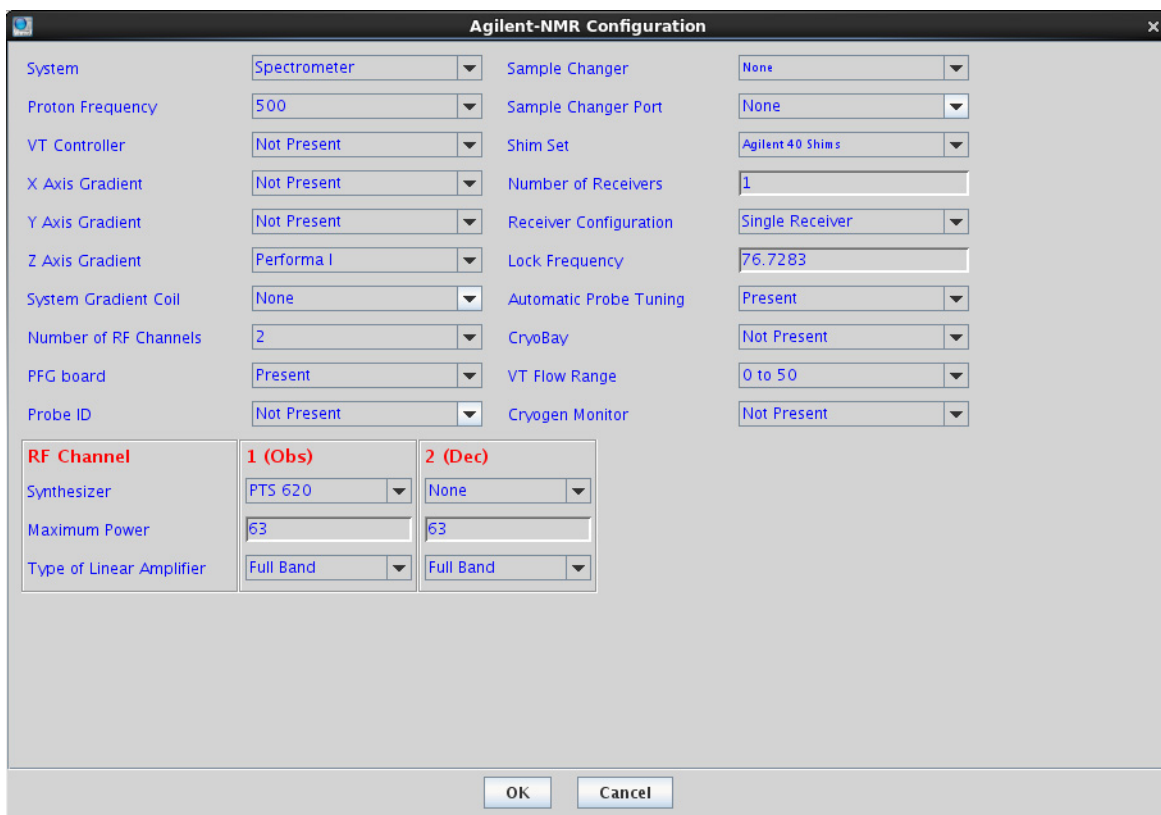 Agilent-NMR Configuration
System Spectrometer Sample Changer None
Proton Frequency 500 Sample Changer Port None
VT Controller Not Present Shim Set Agilent 40 Shims
X Axis Gradient Not Present Number of Receivers 1
Y Axis Gradient Not Present Receiver Configuration Single Receiver
Z Axis Gradient Performa I Lock Frequency 76.7283
System Gradient Coil None Automatic Probe Tuning Present
Number of RF Channels 2 CryoBay Not Present
PFG board Present VT Flow Range 0 to 50
Probe ID Not Present Cryogen Monitor Not Present
RF Channel 1 (Obs) 2 (Dec)
Synthesizer PTS 620 None
Maximum Power 63 63
Type of Linear Amplifier Full Band Full Band
OK Cancel